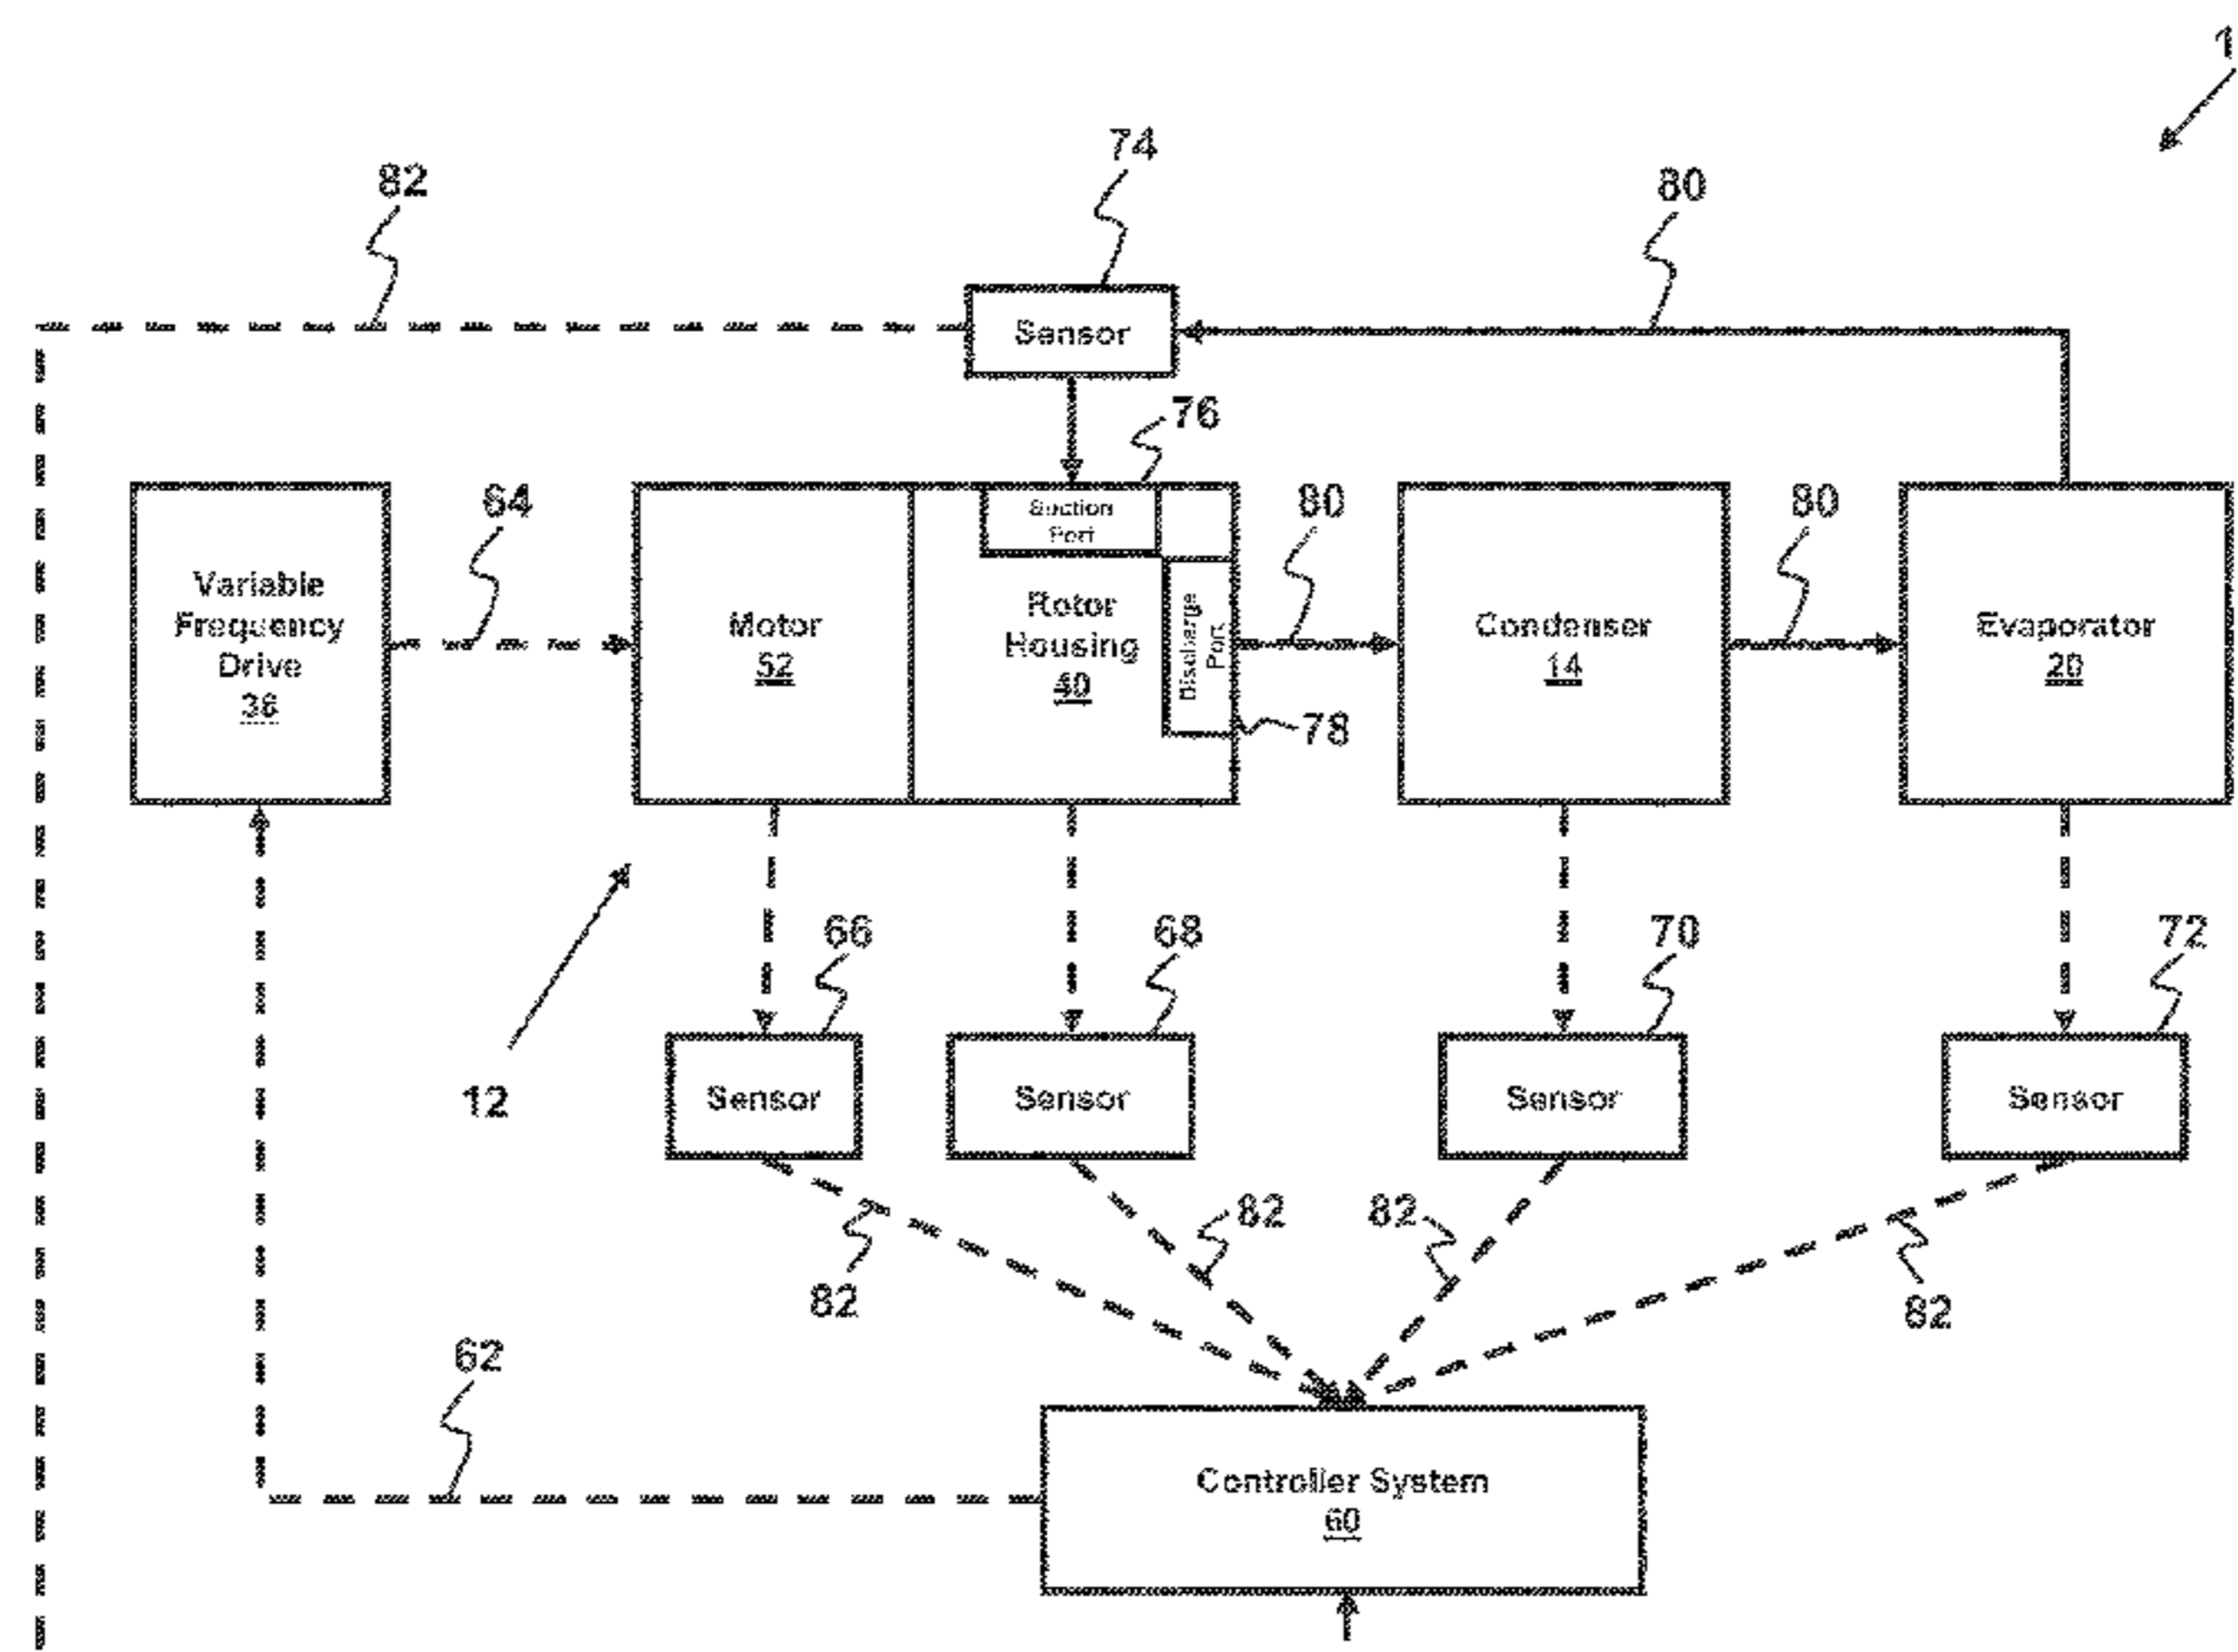 1
74
82
80
Sensor
76
64
Suction
Port
80
80
Variable
Frequency
Drive
36
Motor
52
Rotor
Housing
40
Discharge
Port
Condenser
14
Evaporator
20
78
66
68
70
72
12
Sensor
Sensor
Sensor
Sensor
82
82
82
82
62
Controller System
60